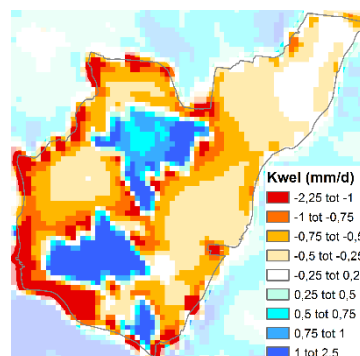 Kwel (mm/d)
-2,25 tot -1
-1 tot -0,75
-0,75 tot -0,5
-0,5 tot -0,25
-0,25 tot 0,2
0,25 tot 0,5
0,5 tot 0,75
0,75 tot 1
1 tot 2,5